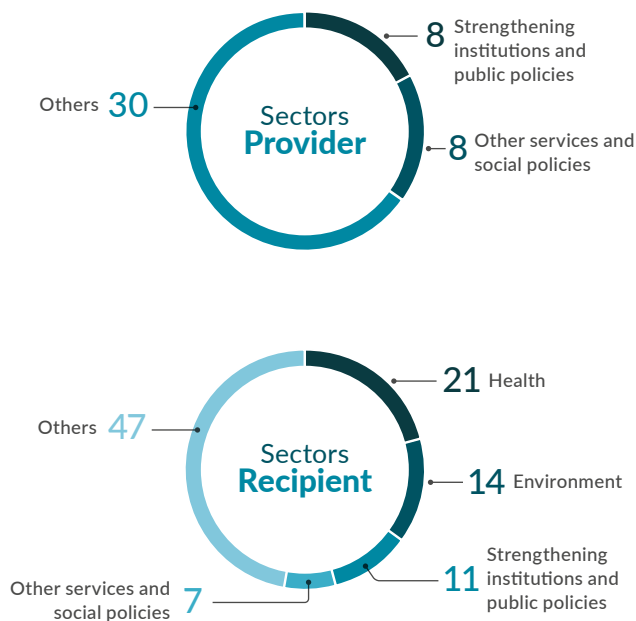 8 Strengthening
institutions and
public policies
Others 30
Sectors
Provider
8 Other services and
social policies
21 Health
Others 47
Sectors
Recipient
14 Environment
Strengthening
11 institutions and
public policies
Other services and
social policies 7